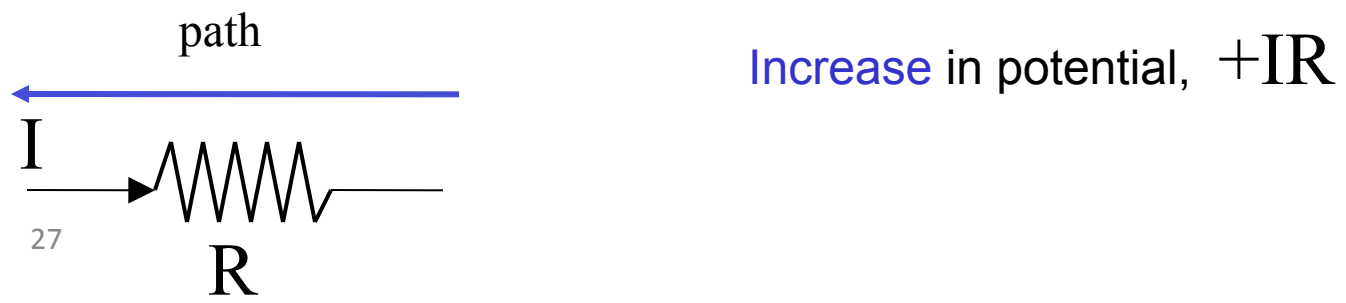 path
Increase in potential, +IR
I
27
R